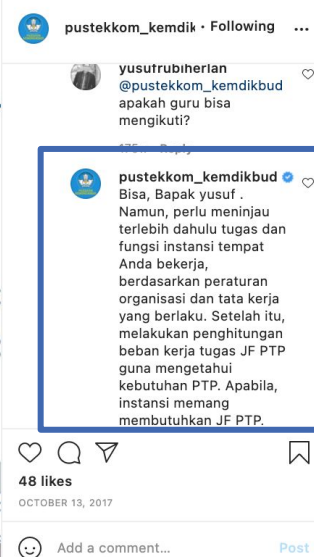 pustekkom_kemdik • Following ...
yusufrubiherlan
@pustekkom_kemdikbud
apakah guru bisa
mengikuti?
175w Reply
pustekkom_kemdikbud
Bisa, Bapak yusuf .
Namun, perlu meninjau
terlebih dahulu tugas dan
fungsi instansi tempat
Anda bekerja,
berdasarkan peraturan
organisasi dan tata kerja
yang berlaku. Setelah itu,
melakukan penghitungan
beban kerja tugas JF PTP
guna mengetahui
kebutuhan PTP. Apabila,
instansi memang
membutuhkan JF PTP.
48 likes
OCTOBER 13, 2017
Add a comment...
Post